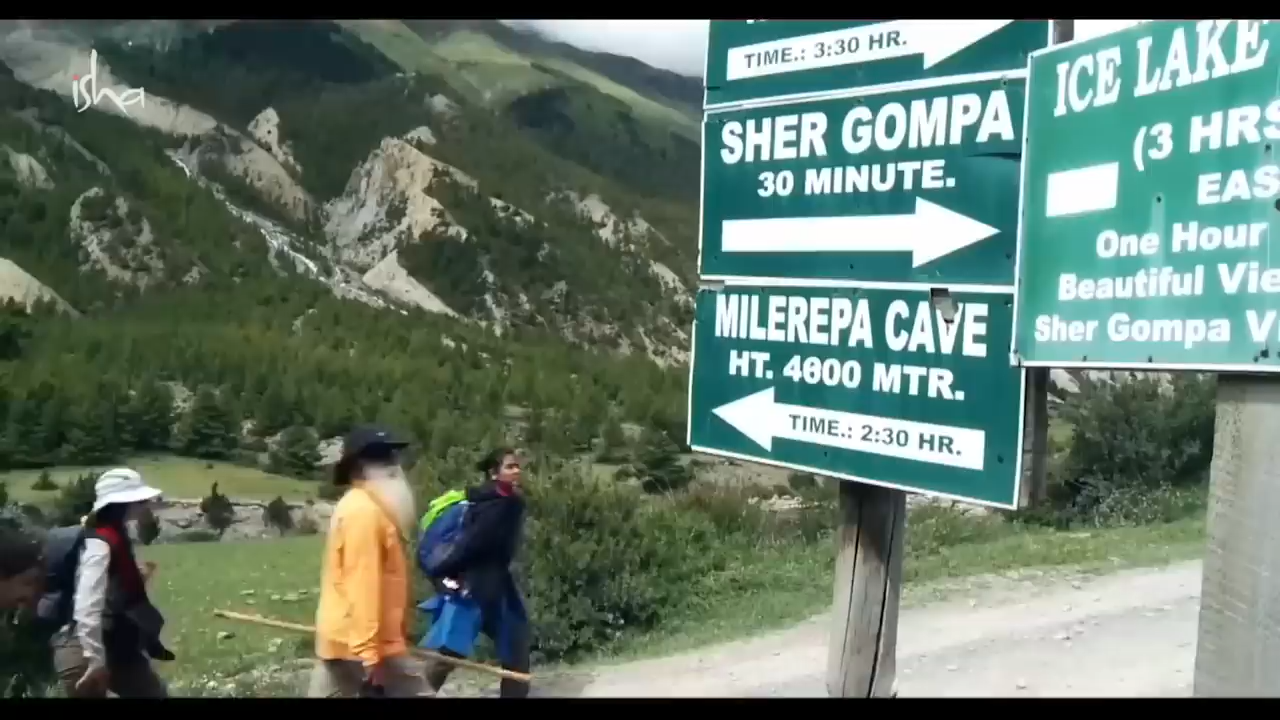 isha
TIME.: 3:30 HR.
SHER GOMPA
30 MINUTE.
MILEREPA CAVE
HT. 4000 MTR.
TIME.: 2:30 HR.
ICE LAKE
(3 HRS
EAS
One Hour
Beautiful Vie
Sher Gompa V